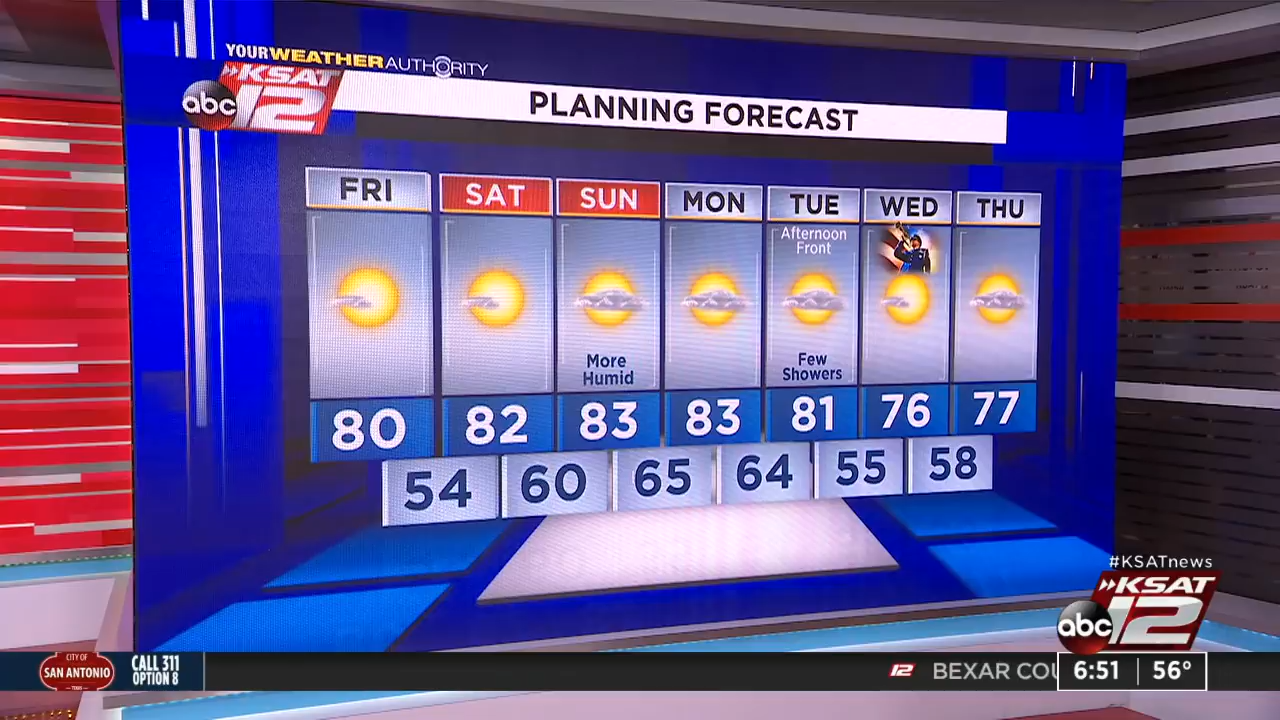 YOUR WEATHER AUTHORITY
KSAT
abc 12
PLANNING FORECAST
FRI SAT SUN MON TUE WED THU
Afternoon
Front
More
Humid
Few
Showers
80 82 83 83 81 76 77
54 60 65 64 55 58
#KSATnews
KSAT
abc 12
CITY OF
SAN ANTONIO
TEXAS
CALL 311
OPTION 8
12 BEXAR COU
6:51 56°